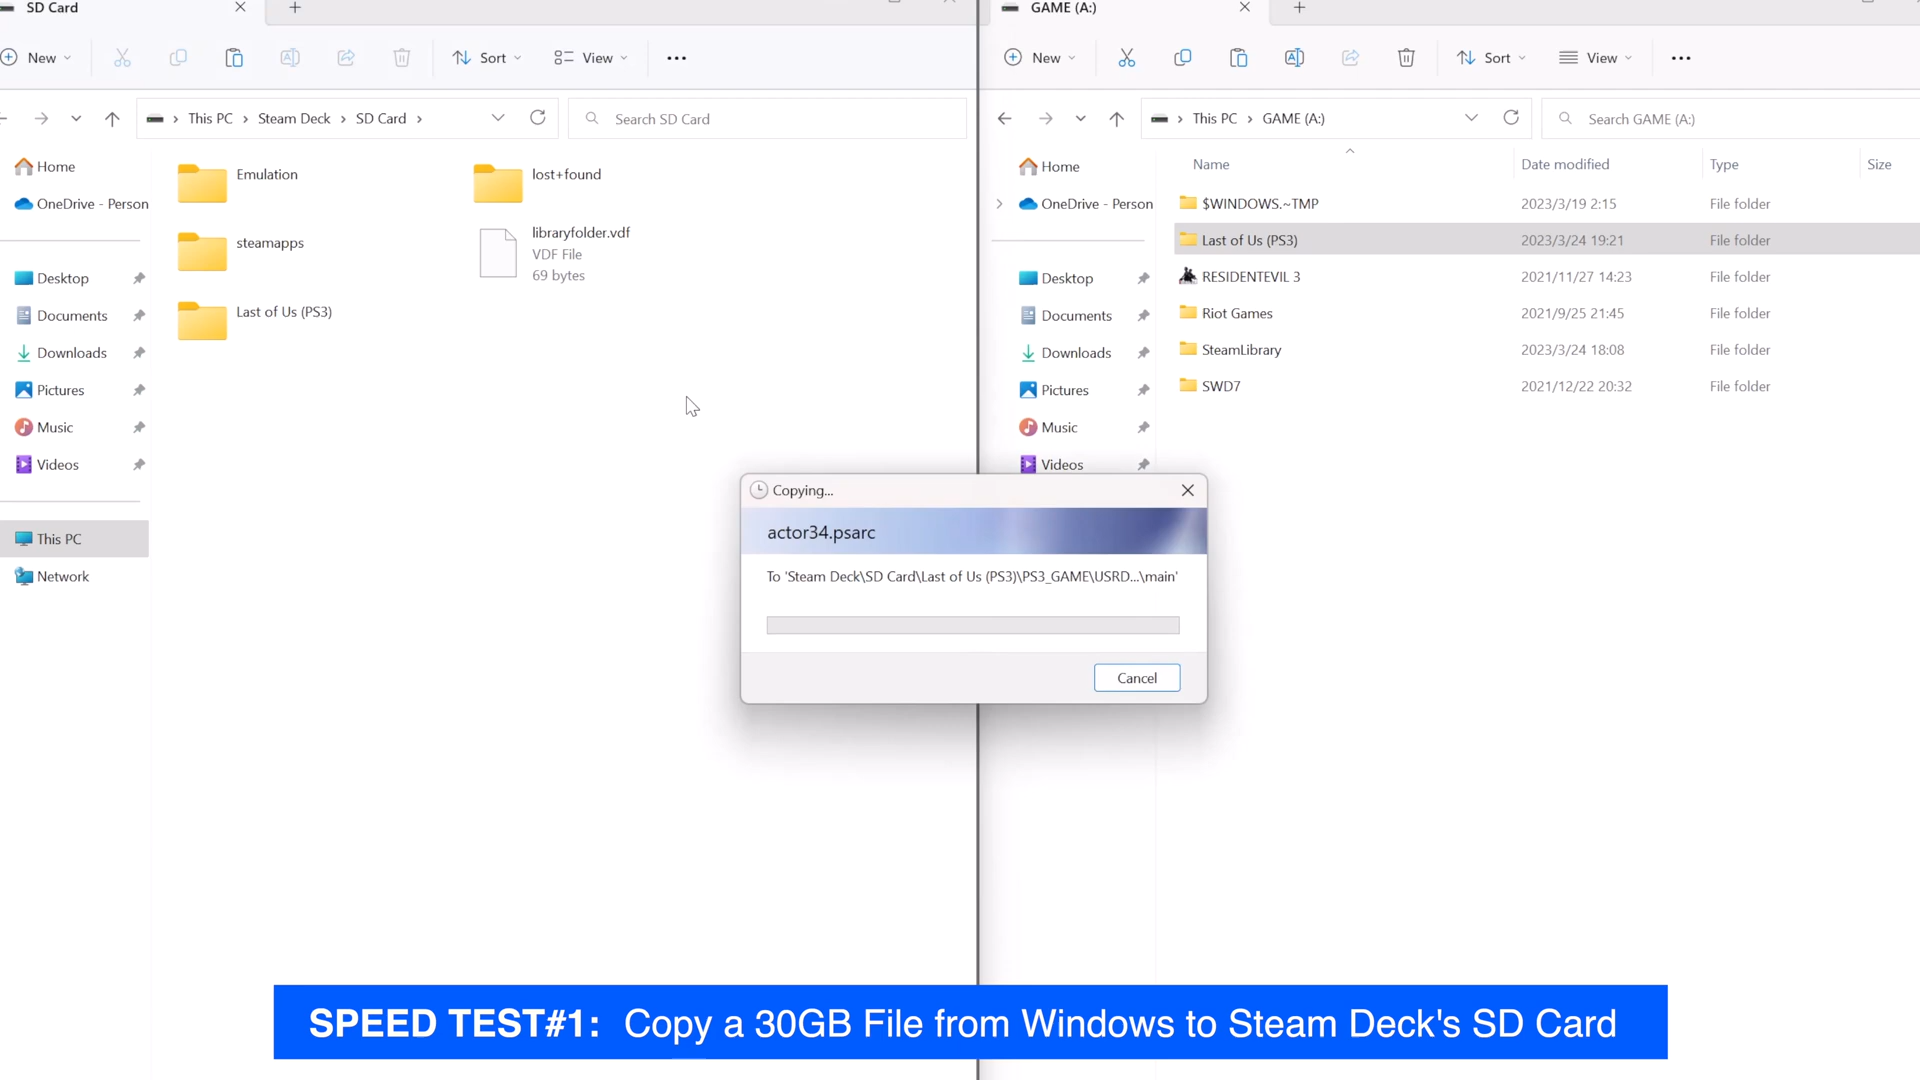 SD Card
New
Sort
View
This PC
Steam Deck
SD Card
Search SD Card
Home
OneDrive - Person
Desktop
Documents
Downloads
Pictures
Music
Videos
This PC
Network
Emulation
lost+found
steamapps
libraryfolder.vdf
VDF File
69 bytes
Last of Us (PS3)
GAME (A:)
New
Sort
View
This PC
GAME (A:)
Search GAME (A:)
Home
OneDrive - Person
Desktop
Documents
Downloads
Pictures
Music
Videos
Name Date modified Type Size
$WINDOWS.~TMP 2023/3/19 2:15 File folder
Last of Us (PS3) 2023/3/24 19:21 File folder
RESIDENTEVIL 3 2021/11/27 14:23 File folder
Riot Games 2021/9/25 21:45 File folder
SteamLibrary 2023/3/24 18:08 File folder
SWD7 2021/12/22 20:32 File folder
Copying...
actor34.psarc
To 'Steam Deck\SD Card\Last of Us (PS3)\PS3_GAME\USRD...\main'
Cancel
SPEED TEST#1: Copy a 30GB File from Windows to Steam Deck's SD Card